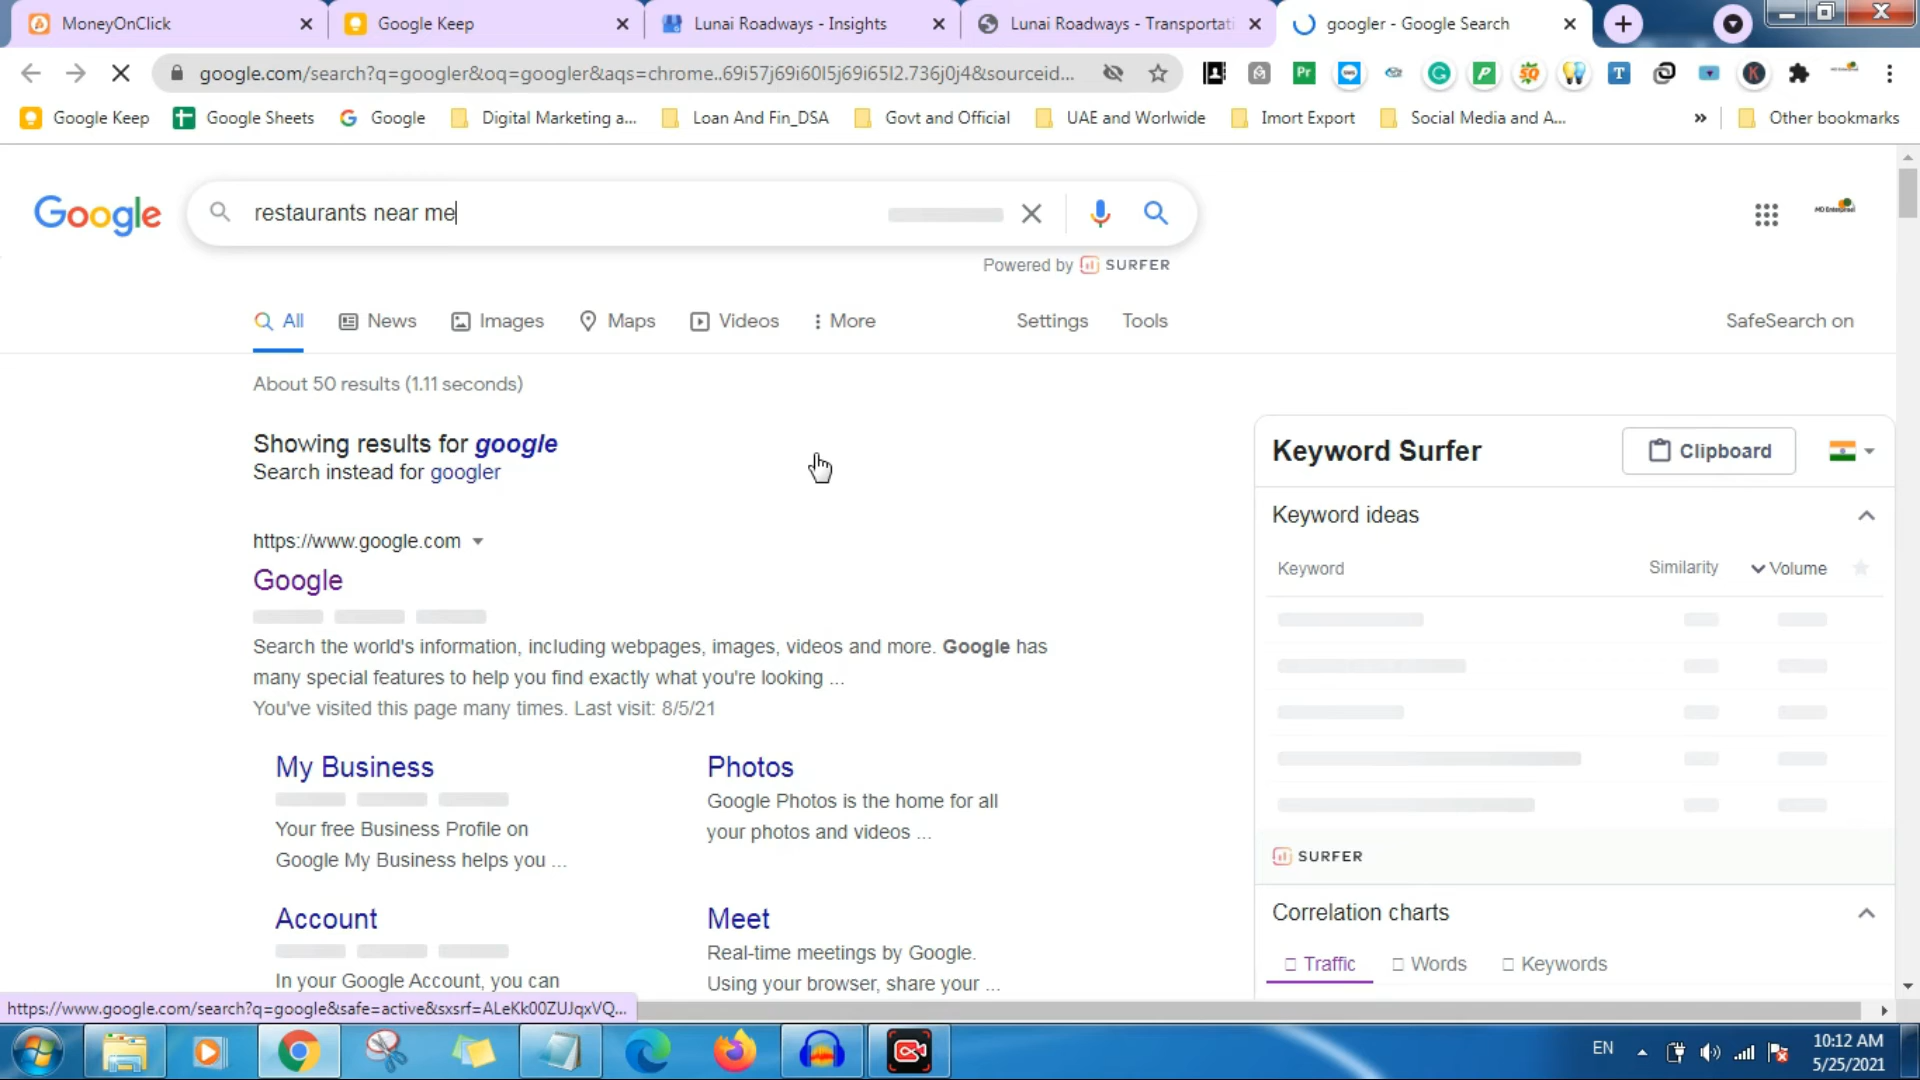 MoneyOnClick
Google Keep
Lunai Roadways - Insights
Lunai Roadways - Transportati
googler - Google Search
google.com/search?q=googler&oq=googler&aqs=chrome..69i57j69i60l5j69i65l2.736j0j4&sourceid...
Google Keep
Google Sheets
Google
Digital Marketing a...
Loan And Fin_DSA
Govt and Official
UAE and Worlwide
Imort Export
Social Media and A...
»
Other bookmarks
Google
restaurants near me
Powered by SURFER
All
News
Images
Maps
Videos
More
Settings
Tools
SafeSearch on
About 50 results (1.11 seconds)
Showing results for google
Search instead for googler
https://www.google.com
Google
Search the world's information, including webpages, images, videos and more. Google has
many special features to help you find exactly what you're looking ...
You've visited this page many times. Last visit: 8/5/21
My Business
Your free Business Profile on
Google My Business helps you ...
Photos
Google Photos is the home for all
your photos and videos ...
Account
In your Google Account, you can
Meet
Real-time meetings by Google.
Using your browser, share your ...
Keyword Surfer
Clipboard
Keyword ideas
Keyword
Similarity
Volume
SURFER
Correlation charts
Traffic
Words
Keywords
https://www.google.com/search?q=google&safe=active&sxsrf=ALeKk00ZUJqxVQ...
EN
10:12 AM
5/25/2021